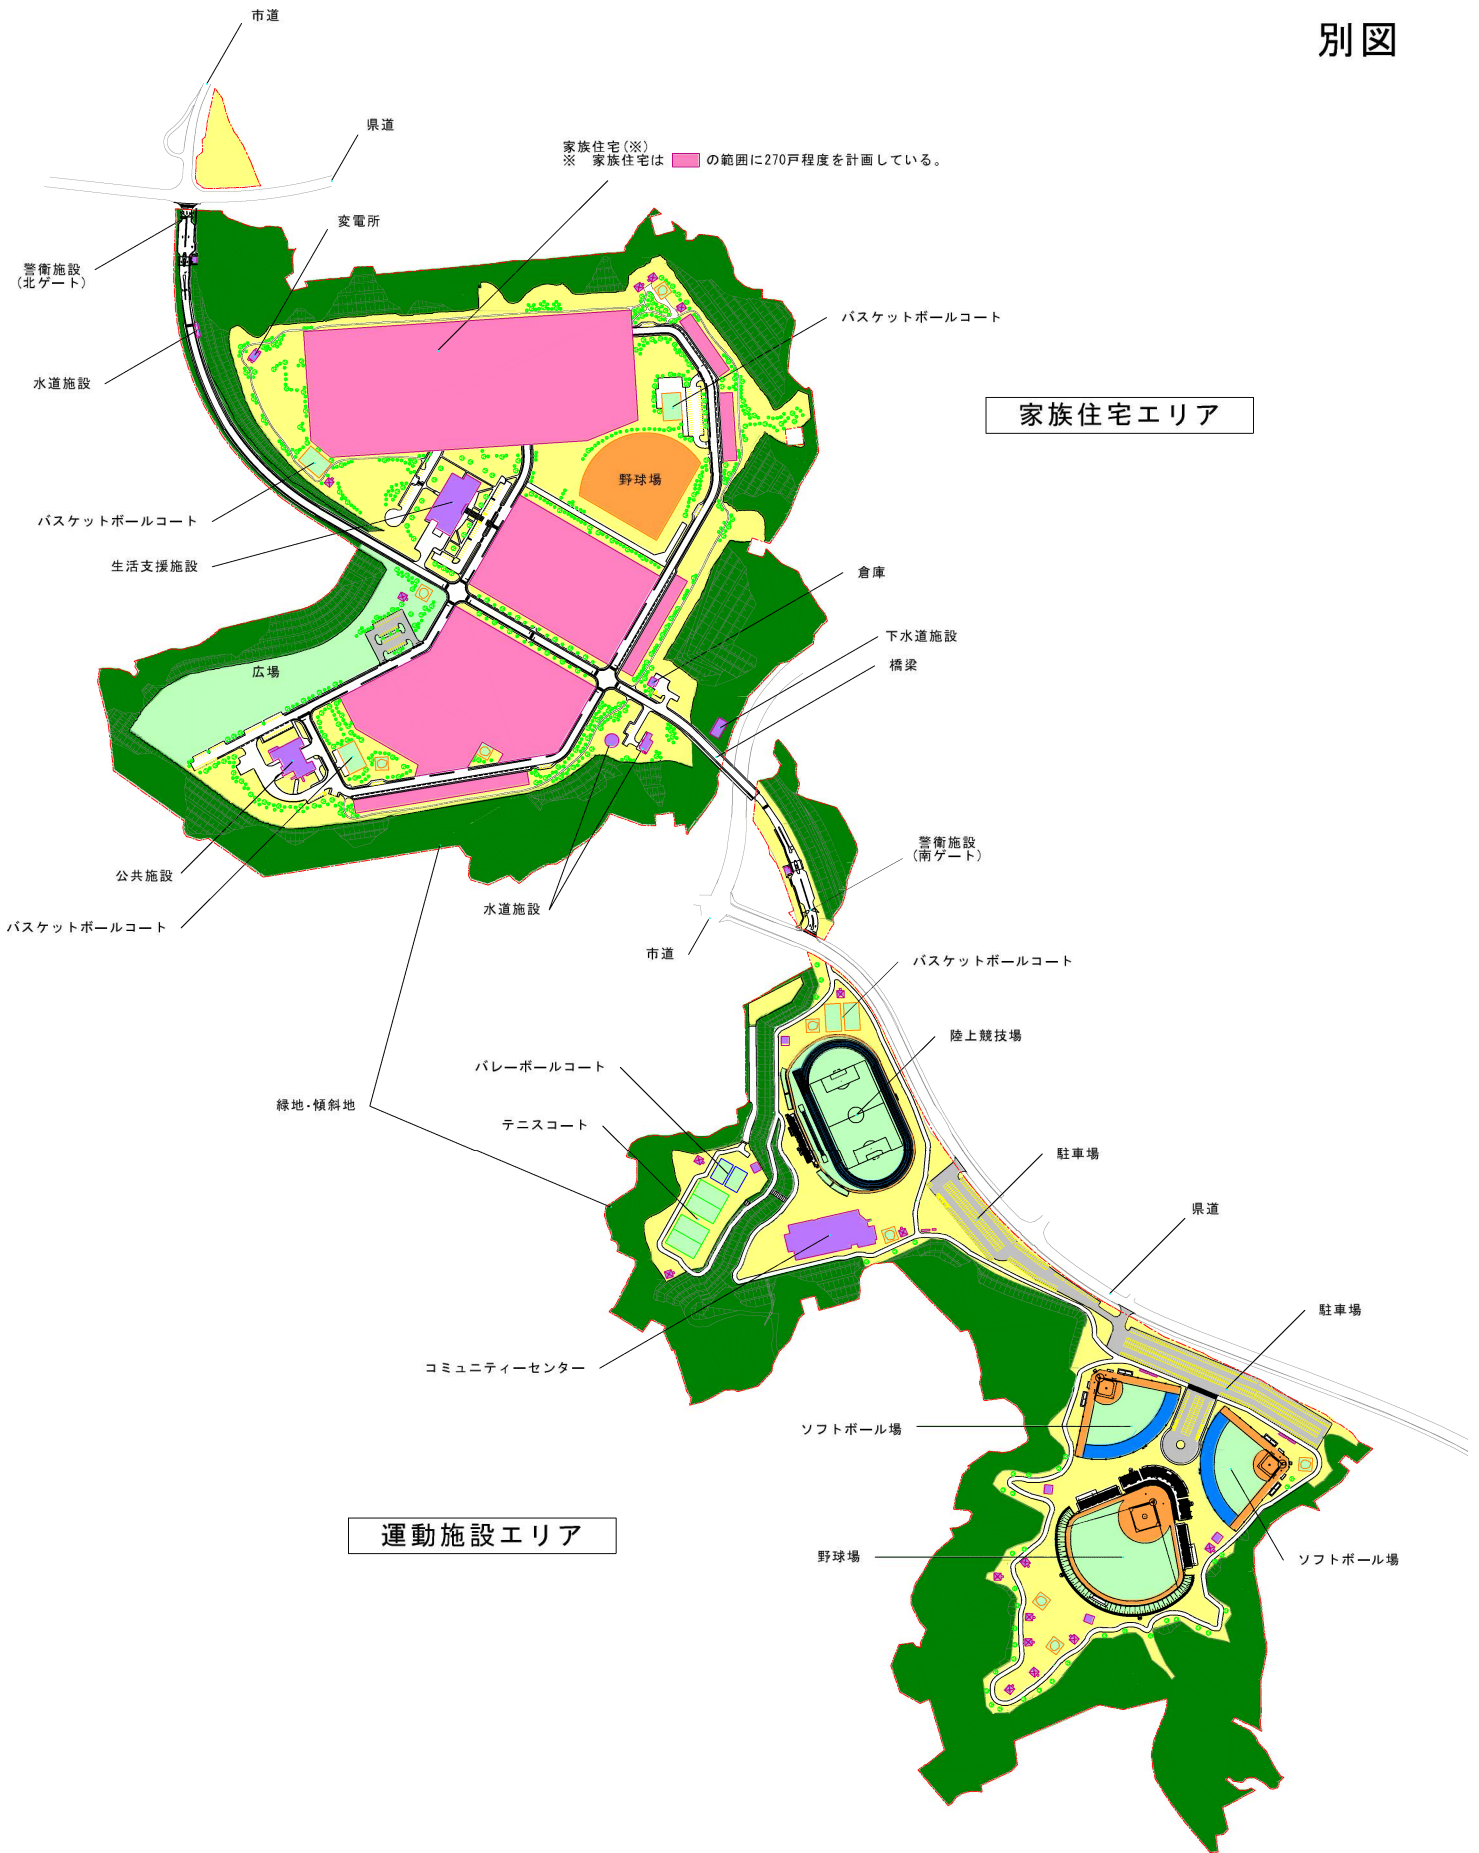 別図
市道
県道
家族住宅(※)
※　家族住宅は　の範囲に270戸程度を計画している。
変電所
警衛施設
(北ゲート)
バスケットボールコート
水道施設
家族住宅エリア
野球場
バスケットボールコート
生活支援施設
倉庫
下水道施設
橋梁
広場
警衛施設
(南ゲート)
公共施設
水道施設
バスケットボールコート
市道
バスケットボールコート
陸上競技場
バレーボールコート
緑地・傾斜地
テニスコート
駐車場
県道
駐車場
コミュニティーセンター
ソフトボール場
運動施設エリア
野球場
ソフトボール場